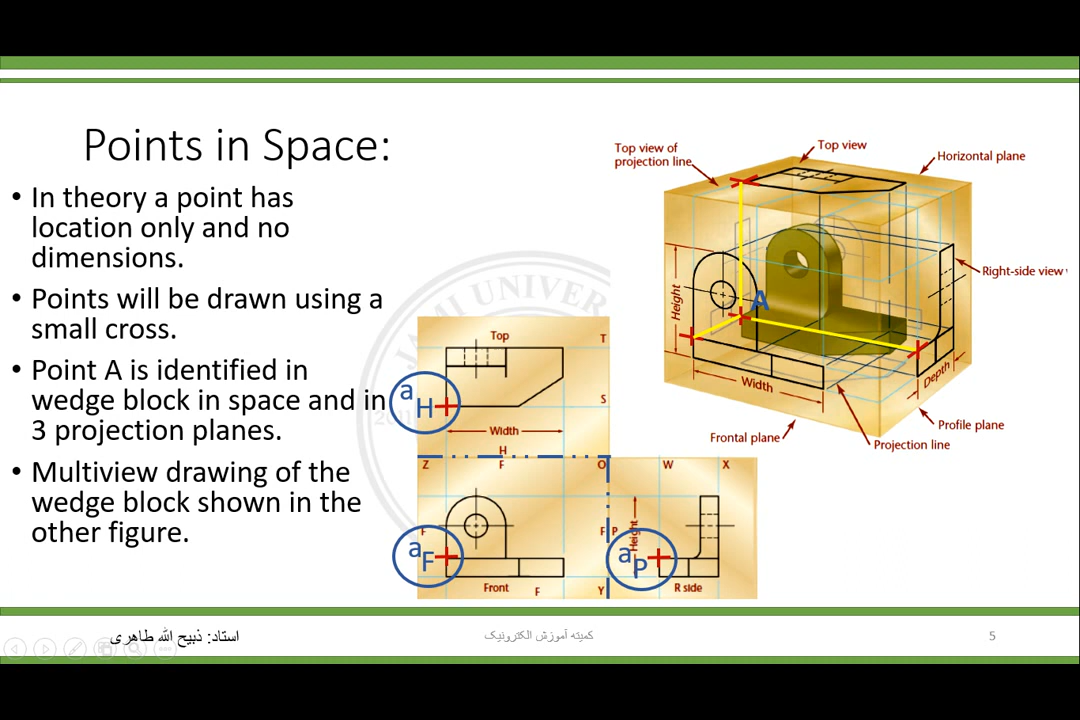 Points in Space:
• In theory a point has
location only and no
dimensions.
• Points will be drawn using a
small cross.
• Point A is identified in
wedge block in space and in
3 projection planes.
• Multiview drawing of the
wedge block shown in the
other figure.
Top view of
projection line
Top view
Horizontal plane
Right-side view
Height
A
Width
Depth
Frontal plane
Projection line
Profile plane
UNIVER
Top
T
a
H
S
Width
H
Z
F
O
W
X
F
F
P
Height
a
F
a
P
Front
F
Y
R side
استاد: ذبیح الله طاهری
کمیته آموزش الکترونیک
5